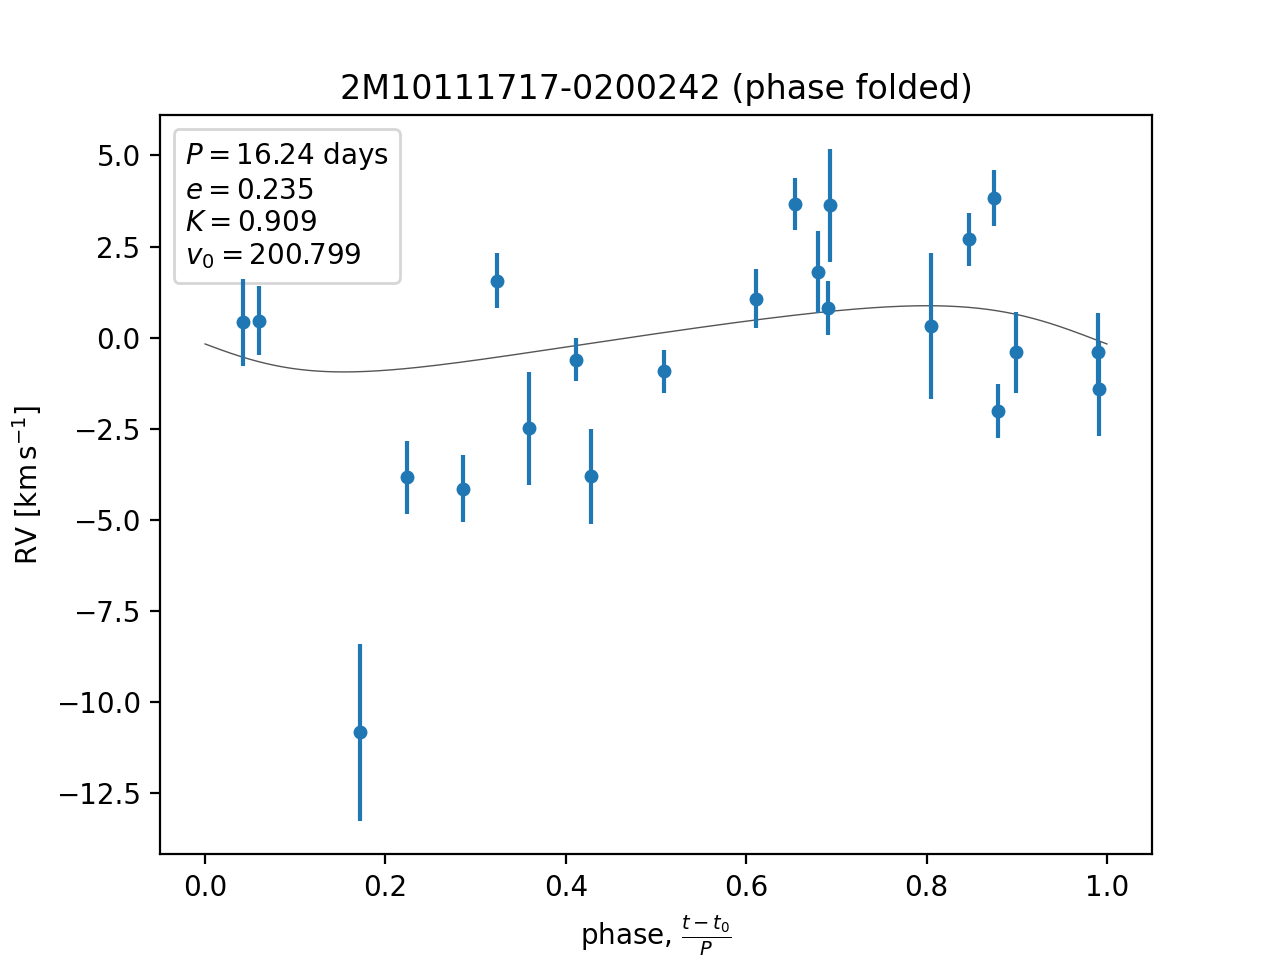 2M10111717-0200242 (phase folded)
P = 16.24 days
e = 0.235
K = 0.909
v₀ = 200.799
5.0
2.5
0.0
−2.5
−5.0
−7.5
−10.0
−12.5
RV [km s⁻¹]
0.0 0.2 0.4 0.6 0.8 1.0
phase, (t − t₀)/P